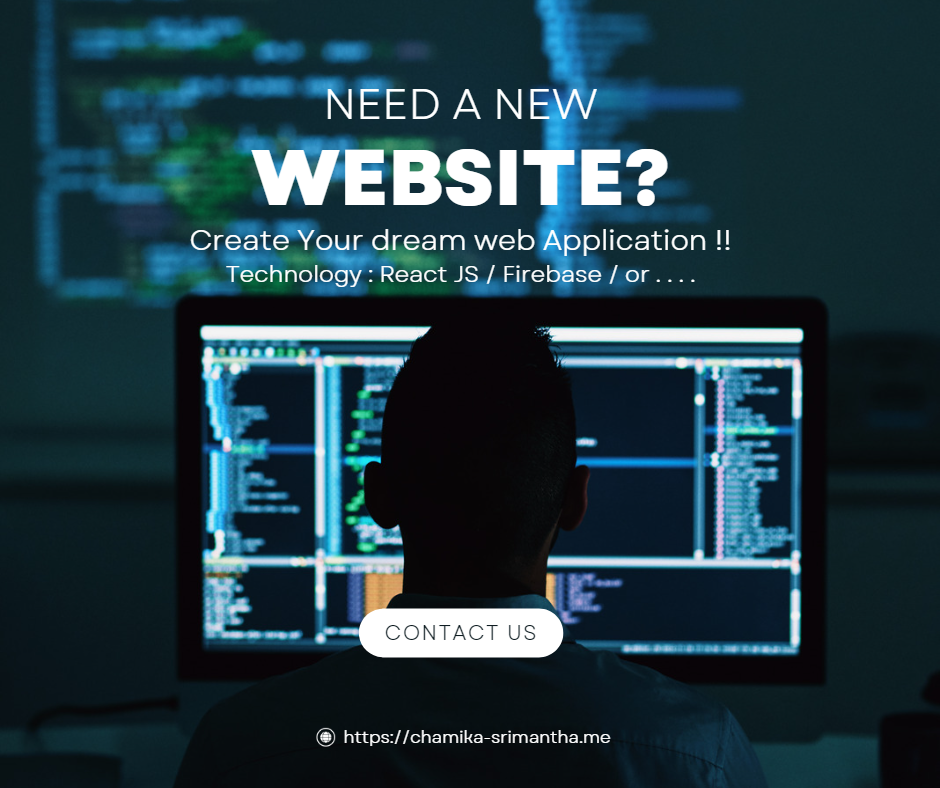 NEED A NEW
WEBSITE?
Create Your dream web Application !!
Technology : React JS / Firebase / or . . . .
CONTACT US
https://chamika-srimantha.me